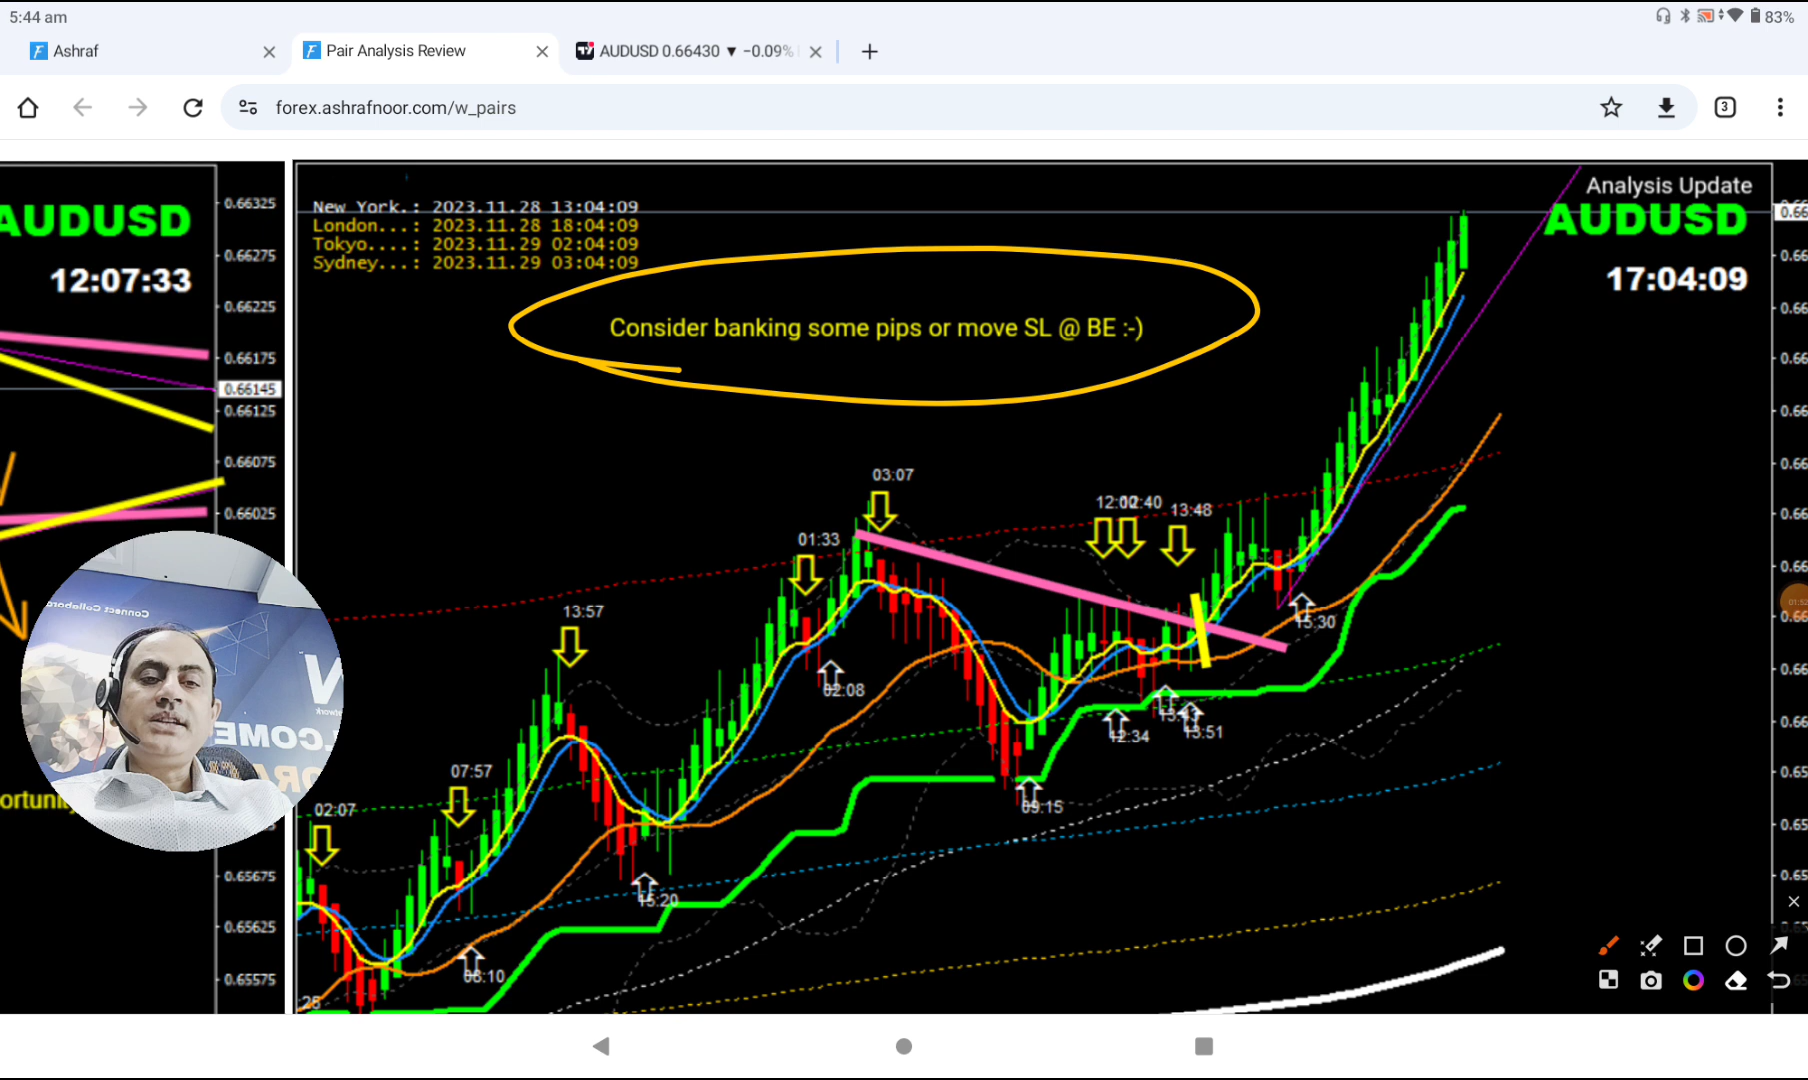 5:44 am
83%
Ashraf
Pair Analysis Review
AUDUSD 0.66430 ▼ −0.09%
forex.ashrafnoor.com/w_pairs
3
AUDUSD
12:07:33
0.66325
0.66275
0.66225
0.66175
0.66145
0.66125
0.66075
0.66025
0.65675
0.65625
0.65575
New York.: 2023.11.28 13:04:09
London...: 2023.11.28 18:04:09
Tokyo....: 2023.11.29 02:04:09
Sydney...: 2023.11.29 03:04:09
Analysis Update
AUDUSD
17:04:09
Consider banking some pips or move SL @ BE :-)
03:07
01:33
13:57
07:57
02:07
12:40
13:48
02:08
15:30
12:34
13:51
09:15
15:20
08:10
01:52